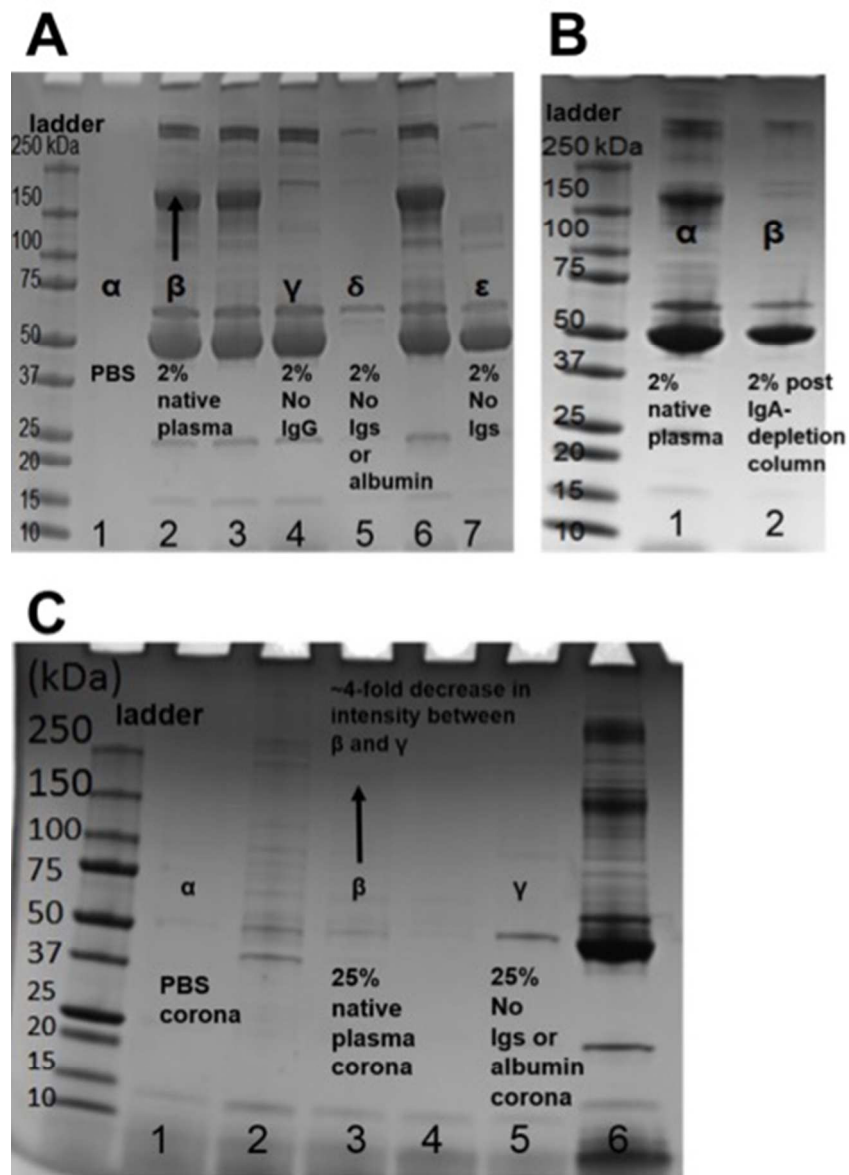 A
ladder
250 kDa
150
100
75
50
37
25
20
15
10
α
β
γ
δ
ε
PBS
2%
native
plasma
2%
No
IgG
2%
No
Igs
or
albumin
2%
No
Igs
1 2 3 4 5 6 7
B
ladder
250 kDa
150
100
75
50
37
25
20
15
10
α
β
2%
native
plasma
2% post
IgA-
depletion
column
1 2
C
(kDa)
ladder
250
150
100
75
50
37
25
20
15
10
~4-fold decrease in
intensity between
β and γ
α
β
γ
PBS
corona
25%
native
plasma
corona
25%
No
Igs or
albumin
corona
1 2 3 4 5 6